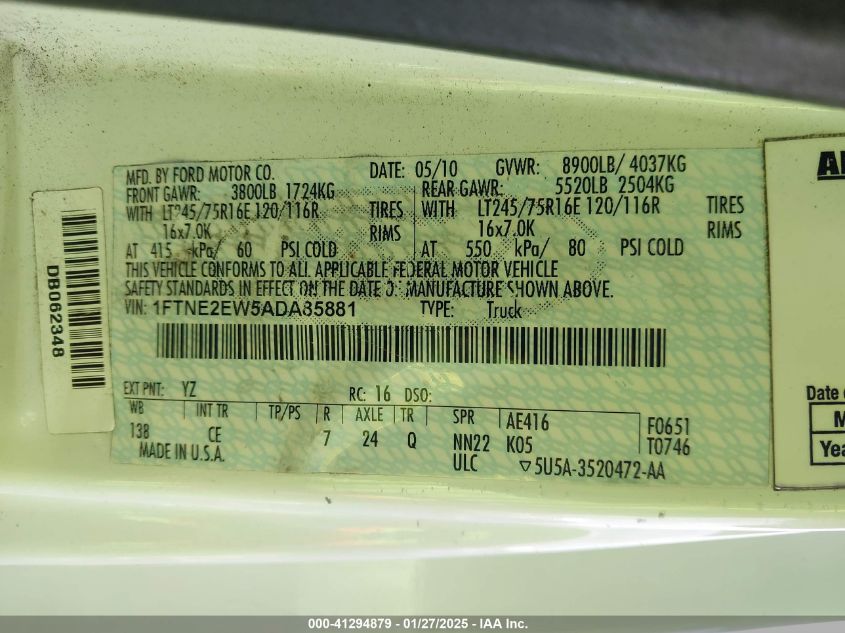 MFD. BY FORD MOTOR CO. DATE: 05/10 GVWR: 8900LB/ 4037KG
FRONT GAWR: 3800LB 1724KG REAR GAWR: 5520LB 2504KG
WITH LT245/75R16E 120/116R TIRES WITH LT245/75R16E 120/116R TIRES
16x7.0K RIMS 16x7.0K RIMS
AT 415 kPa/ 60 PSI COLD AT 550 kPa/ 80 PSI COLD
THIS VEHICLE CONFORMS TO ALL APPLICABLE FEDERAL MOTOR VEHICLE
SAFETY STANDARDS IN EFFECT ON THE DATE OF MANUFACTURE SHOWN ABOVE.
VIN: 1FTNE2EW5ADA85881 TYPE: Truck
EXT PNT: YZ RC: 16 DSO:
WB INT TR TP/PS R AXLE TR SPR AE416 F0651
138 CE 7 24 Q NN22 K05 T0746
MADE IN U.S.A. ULC 5U5A-3520472-AA
DB062348
Date
000-41294879 - 01/27/2025 - IAA Inc.